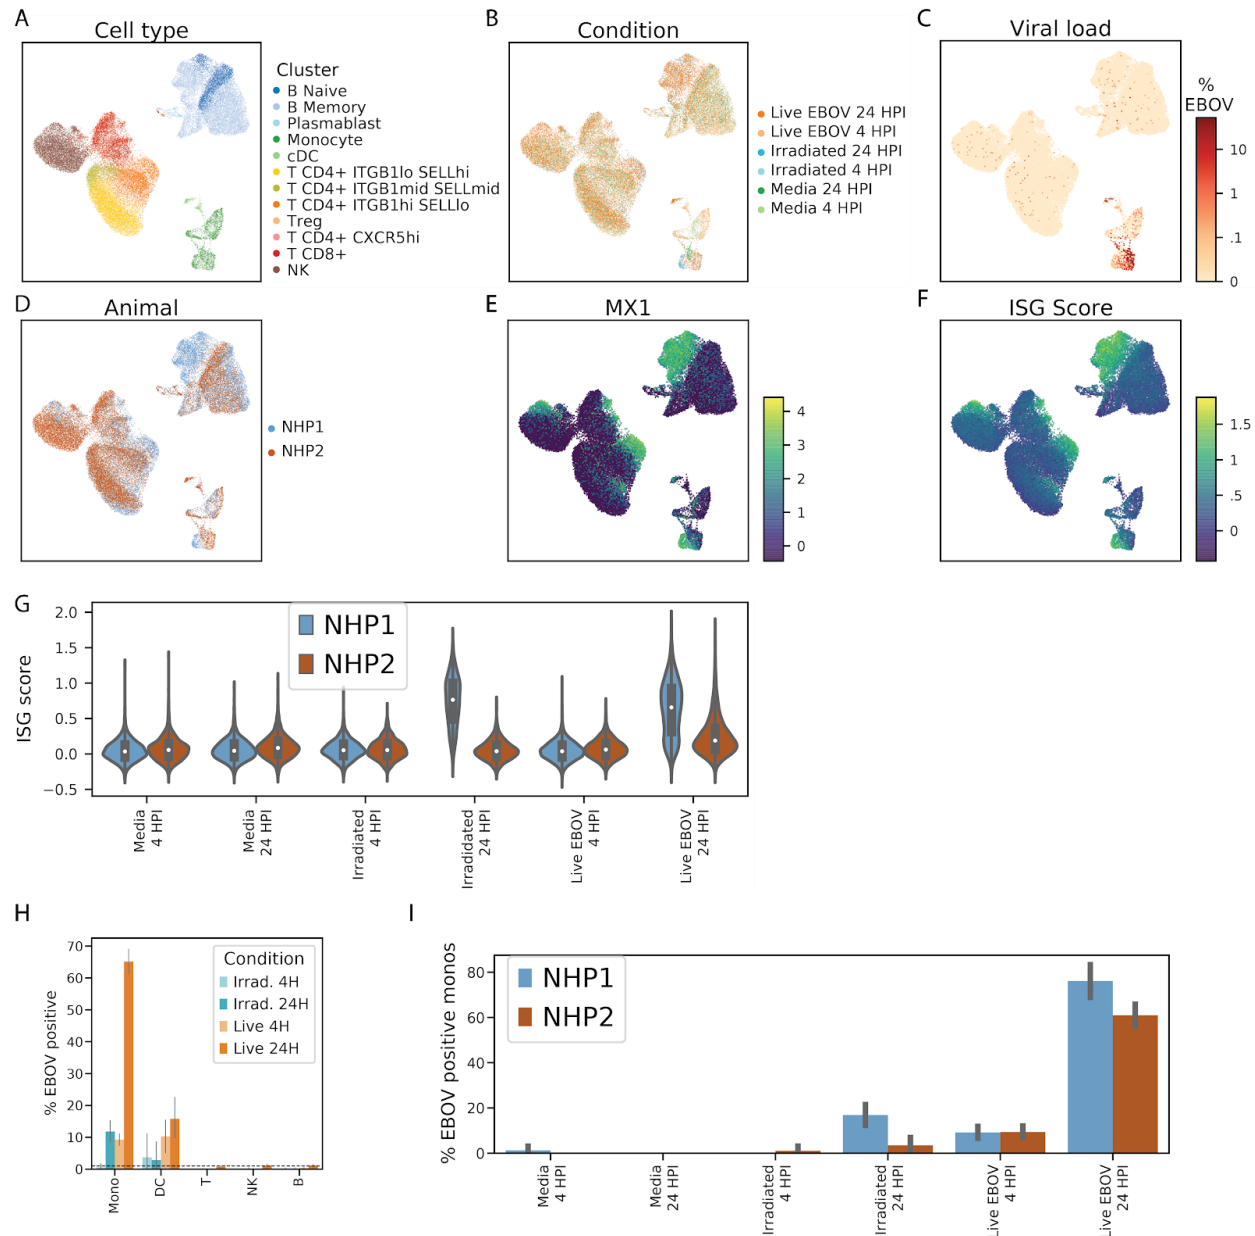 A
Cell type
Cluster
B Naive
B Memory
Plasmablast
Monocyte
cDC
T CD4+ ITGB1lo SELLhi
T CD4+ ITGB1mid SELLmid
T CD4+ ITGB1hi SELLlo
Treg
T CD4+ CXCR5hi
T CD8+
NK
B
Condition
Live EBOV 24 HPI
Live EBOV 4 HPI
Irradiated 24 HPI
Irradiated 4 HPI
Media 24 HPI
Media 4 HPI
C
Viral load
%
EBOV
10
1
.1
0
D
Animal
NHP1
NHP2
E
MX1
4
3
2
1
0
F
ISG Score
1.5
1
.5
0
G
ISG score
2.0
1.5
1.0
0.5
0.0
−0.5
NHP1
NHP2
Media
4 HPI
Media
24 HPI
Irradiated
4 HPI
Irradidated
24 HPI
Live EBOV
4 HPI
Live EBOV
24 HPI
H
% EBOV positive
70
60
50
40
30
20
10
0
Condition
Irrad. 4H
Irrad. 24H
Live 4H
Live 24H
Mono
DC
T
NK
B
I
% EBOV positive monos
80
60
40
20
0
NHP1
NHP2
Media
4 HPI
Media
24 HPI
Irradiated
4 HPI
Irradiated
24 HPI
Live EBOV
4 HPI
Live EBOV
24 HPI